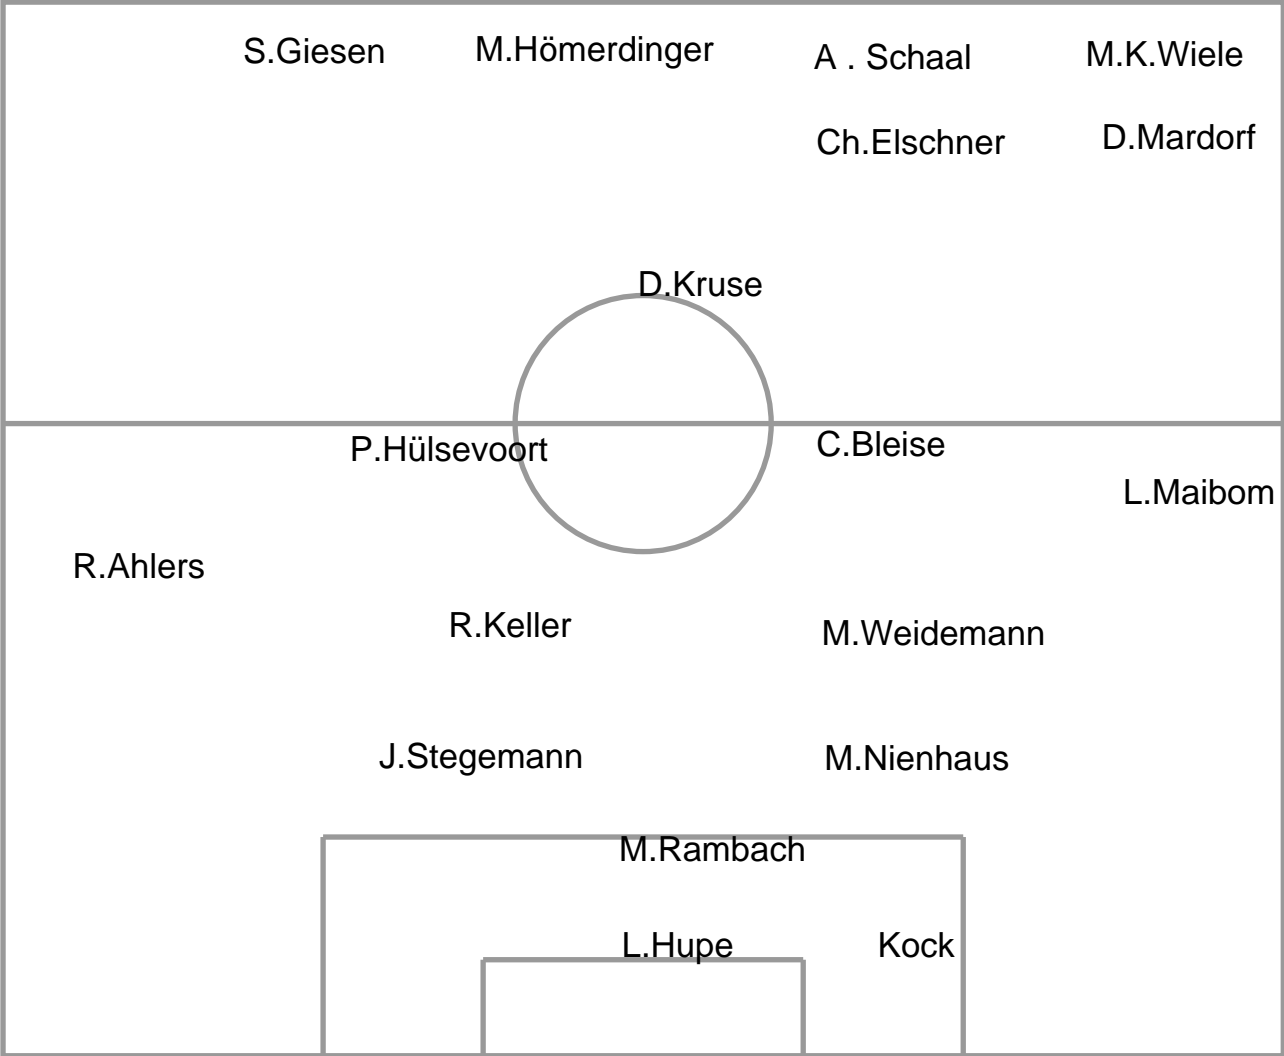 S.Giesen
M.Hömerdinger
A . Schaal
M.K.Wiele
Ch.Elschner
D.Mardorf
D.Kruse
P.Hülsevoort
C.Bleise
L.Maibom
R.Ahlers
R.Keller
M.Weidemann
J.Stegemann
M.Nienhaus
M.Rambach
L.Hupe
Kock